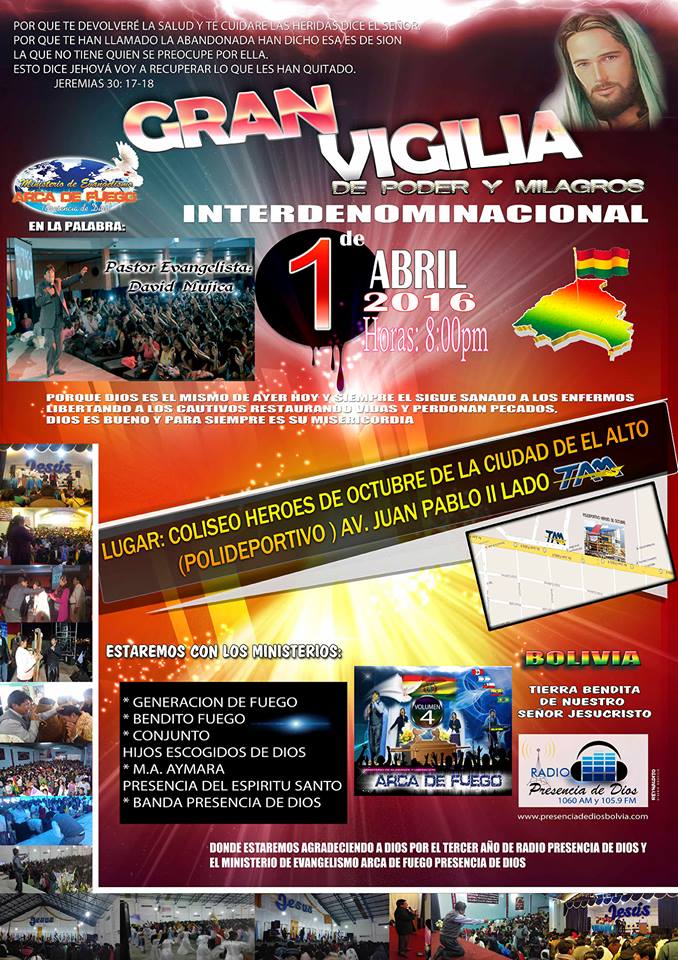 POR QUE TE DEVOLVERÉ LA SALUD Y TE CUIDARE LAS HERIDAS DICE EL SEÑOR.
POR QUE TE HAN LLAMADO LA ABANDONADA HAN DICHO ESA ES DE SION
LA QUE NO TIENE QUIEN SE PREOCUPE POR ELLA.
ESTO DICE JEHOVÁ VOY A RECUPERAR LO QUE LES HAN QUITADO.
JEREMIAS 30: 17-18
GRAN
VIGILIA
DE PODER Y MILAGROS
INTERDENOMINACIONAL
Ministerio de Evangelismo
ARCA DE FUEGO
Presencia de Dios
EN LA PALABRA:
Pastor Evangelista:
David Mujica
1 de
ABRIL
2016
Horas: 8:00pm
PORQUE DIOS ES EL MISMO DE AYER HOY Y SIEMPRE EL SIGUE SANADO A LOS ENFERMOS
LIBERTANDO A LOS CAUTIVOS RESTAURANDO VIDAS Y PERDONAN PECADOS,
DIOS ES BUENO Y PARA SIEMPRE ES SU MISERICORDIA
LUGAR: COLISEO HEROES DE OCTUBRE DE LA CIUDAD DE EL ALTO
(POLIDEPORTIVO ) AV. JUAN PABLO II LADO TAM
TAM
ESTAREMOS CON LOS MINISTERIOS:
* GENERACION DE FUEGO
* BENDITO FUEGO
* CONJUNTO
HIJOS ESCOGIDOS DE DIOS
* M.A. AYMARA
PRESENCIA DEL ESPIRITU SANTO
* BANDA PRESENCIA DE DIOS
VOLUMEN
4
ARCA DE FUEGO
BOLIVIA
TIERRA BENDITA
DE NUESTRO
SEÑOR JESUCRISTO
RADIO
Presencia de Dios
1060 AM y 105.9 FM
www.presenciadediosbolvia.com
DONDE ESTAREMOS AGRADECIENDO A DIOS POR EL TERCER AÑO DE RADIO PRESENCIA DE DIOS Y
EL MINISTERIO DE EVANGELISMO ARCA DE FUEGO PRESENCIA DE DIOS
Jesús
Jesús
Jesús
Jesús